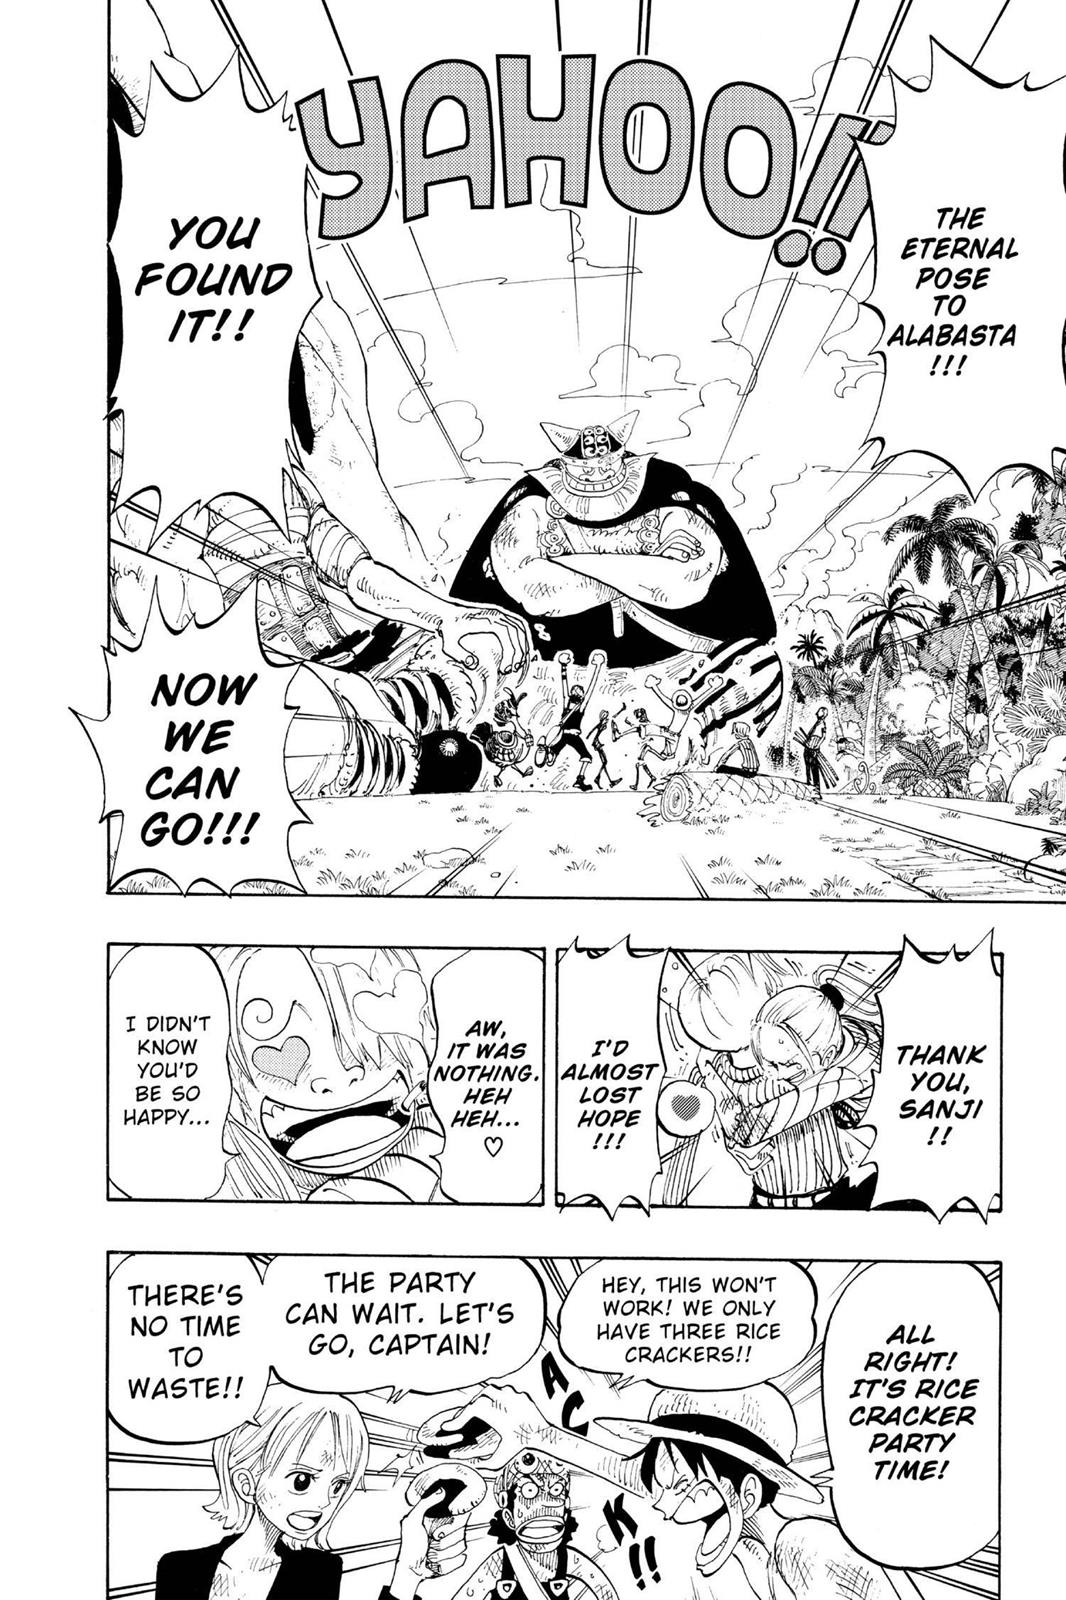 YAHOO!!
THE
ETERNAL
POSE
TO
ALABASTA
!!!
YOU
FOUND
IT!!
NOW
WE
CAN
GO!!!
THANK
YOU,
SANJI
!!
I'D
ALMOST
LOST
HOPE
!!!
AW,
IT WAS
NOTHING.
HEH
HEH...
♡
I DIDN'T
KNOW
YOU'D
BE SO
HAPPY...
ALL
RIGHT!
IT'S RICE
CRACKER
PARTY
TIME!
HEY, THIS WON'T
WORK! WE ONLY
HAVE THREE RICE
CRACKERS!!
ACK!!
THE PARTY
CAN WAIT. LET'S
GO, CAPTAIN!
THERE'S
NO TIME
TO
WASTE!!